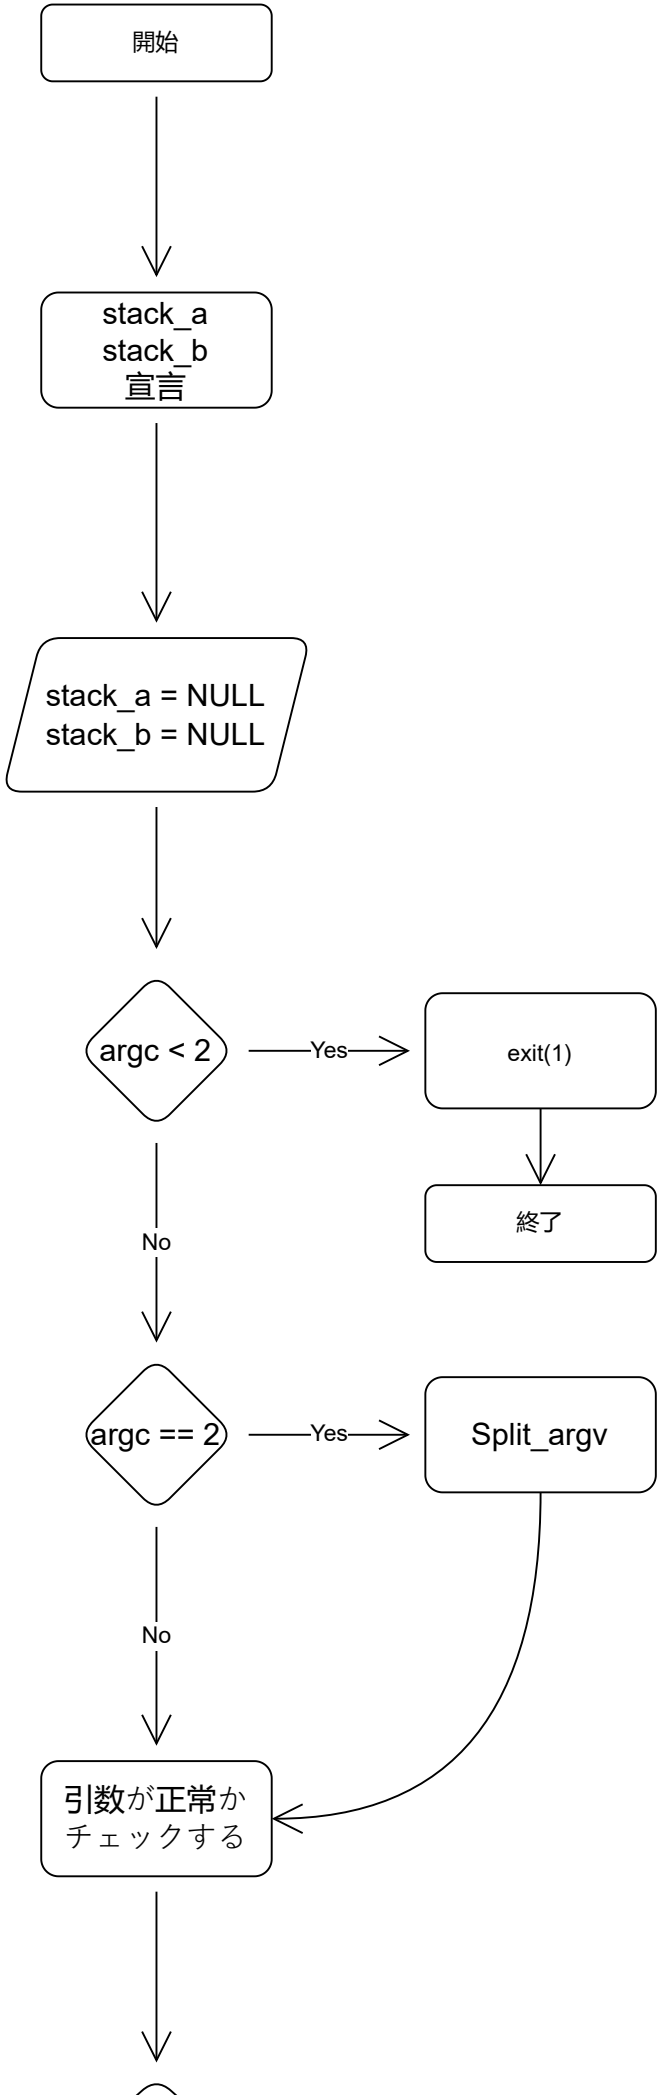 開始
stack_a
stack_b
宣言
stack_a = NULL
stack_b = NULL
argc < 2
Yes
exit(1)
終了
No
argc == 2
Yes
Split_argv
No
引数が正常か
チェックする